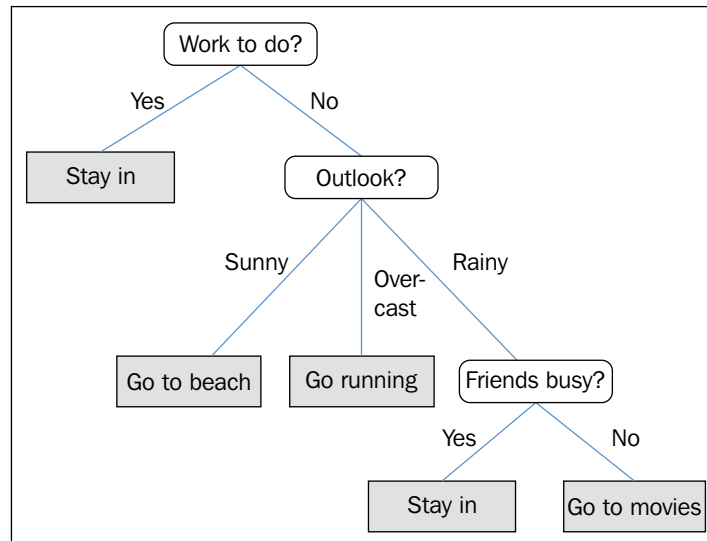 Work to do?
Yes
No
Stay in
Outlook?
Sunny
Over-
cast
Rainy
Go to beach
Go running
Friends busy?
Yes
No
Stay in
Go to movies